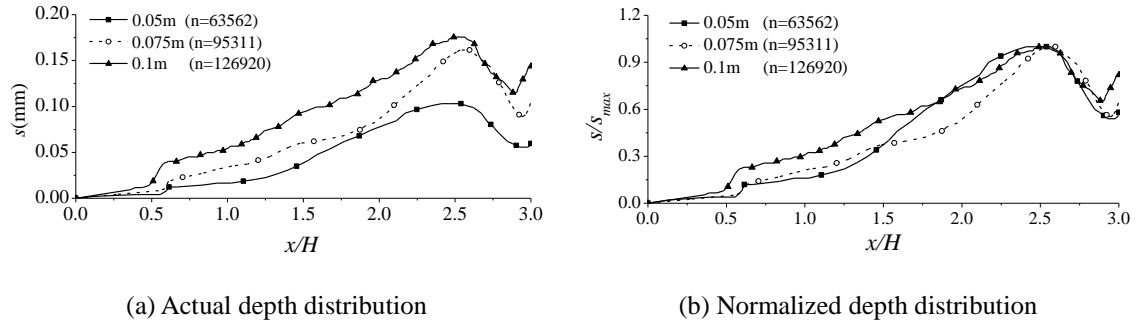 0.05m (n=63562)
0.075m (n=95311)
0.1m (n=126920)
s(mm)
0.20
0.15
0.10
0.05
0.00
0.0 0.5 1.0 1.5 2.0 2.5 3.0
x/H
(a) Actual depth distribution
0.05m (n=63562)
0.075m (n=95311)
0.1m (n=126920)
s/smax
1.2
0.9
0.6
0.3
0.0
0.0 0.5 1.0 1.5 2.0 2.5 3.0
x/H
(b) Normalized depth distribution